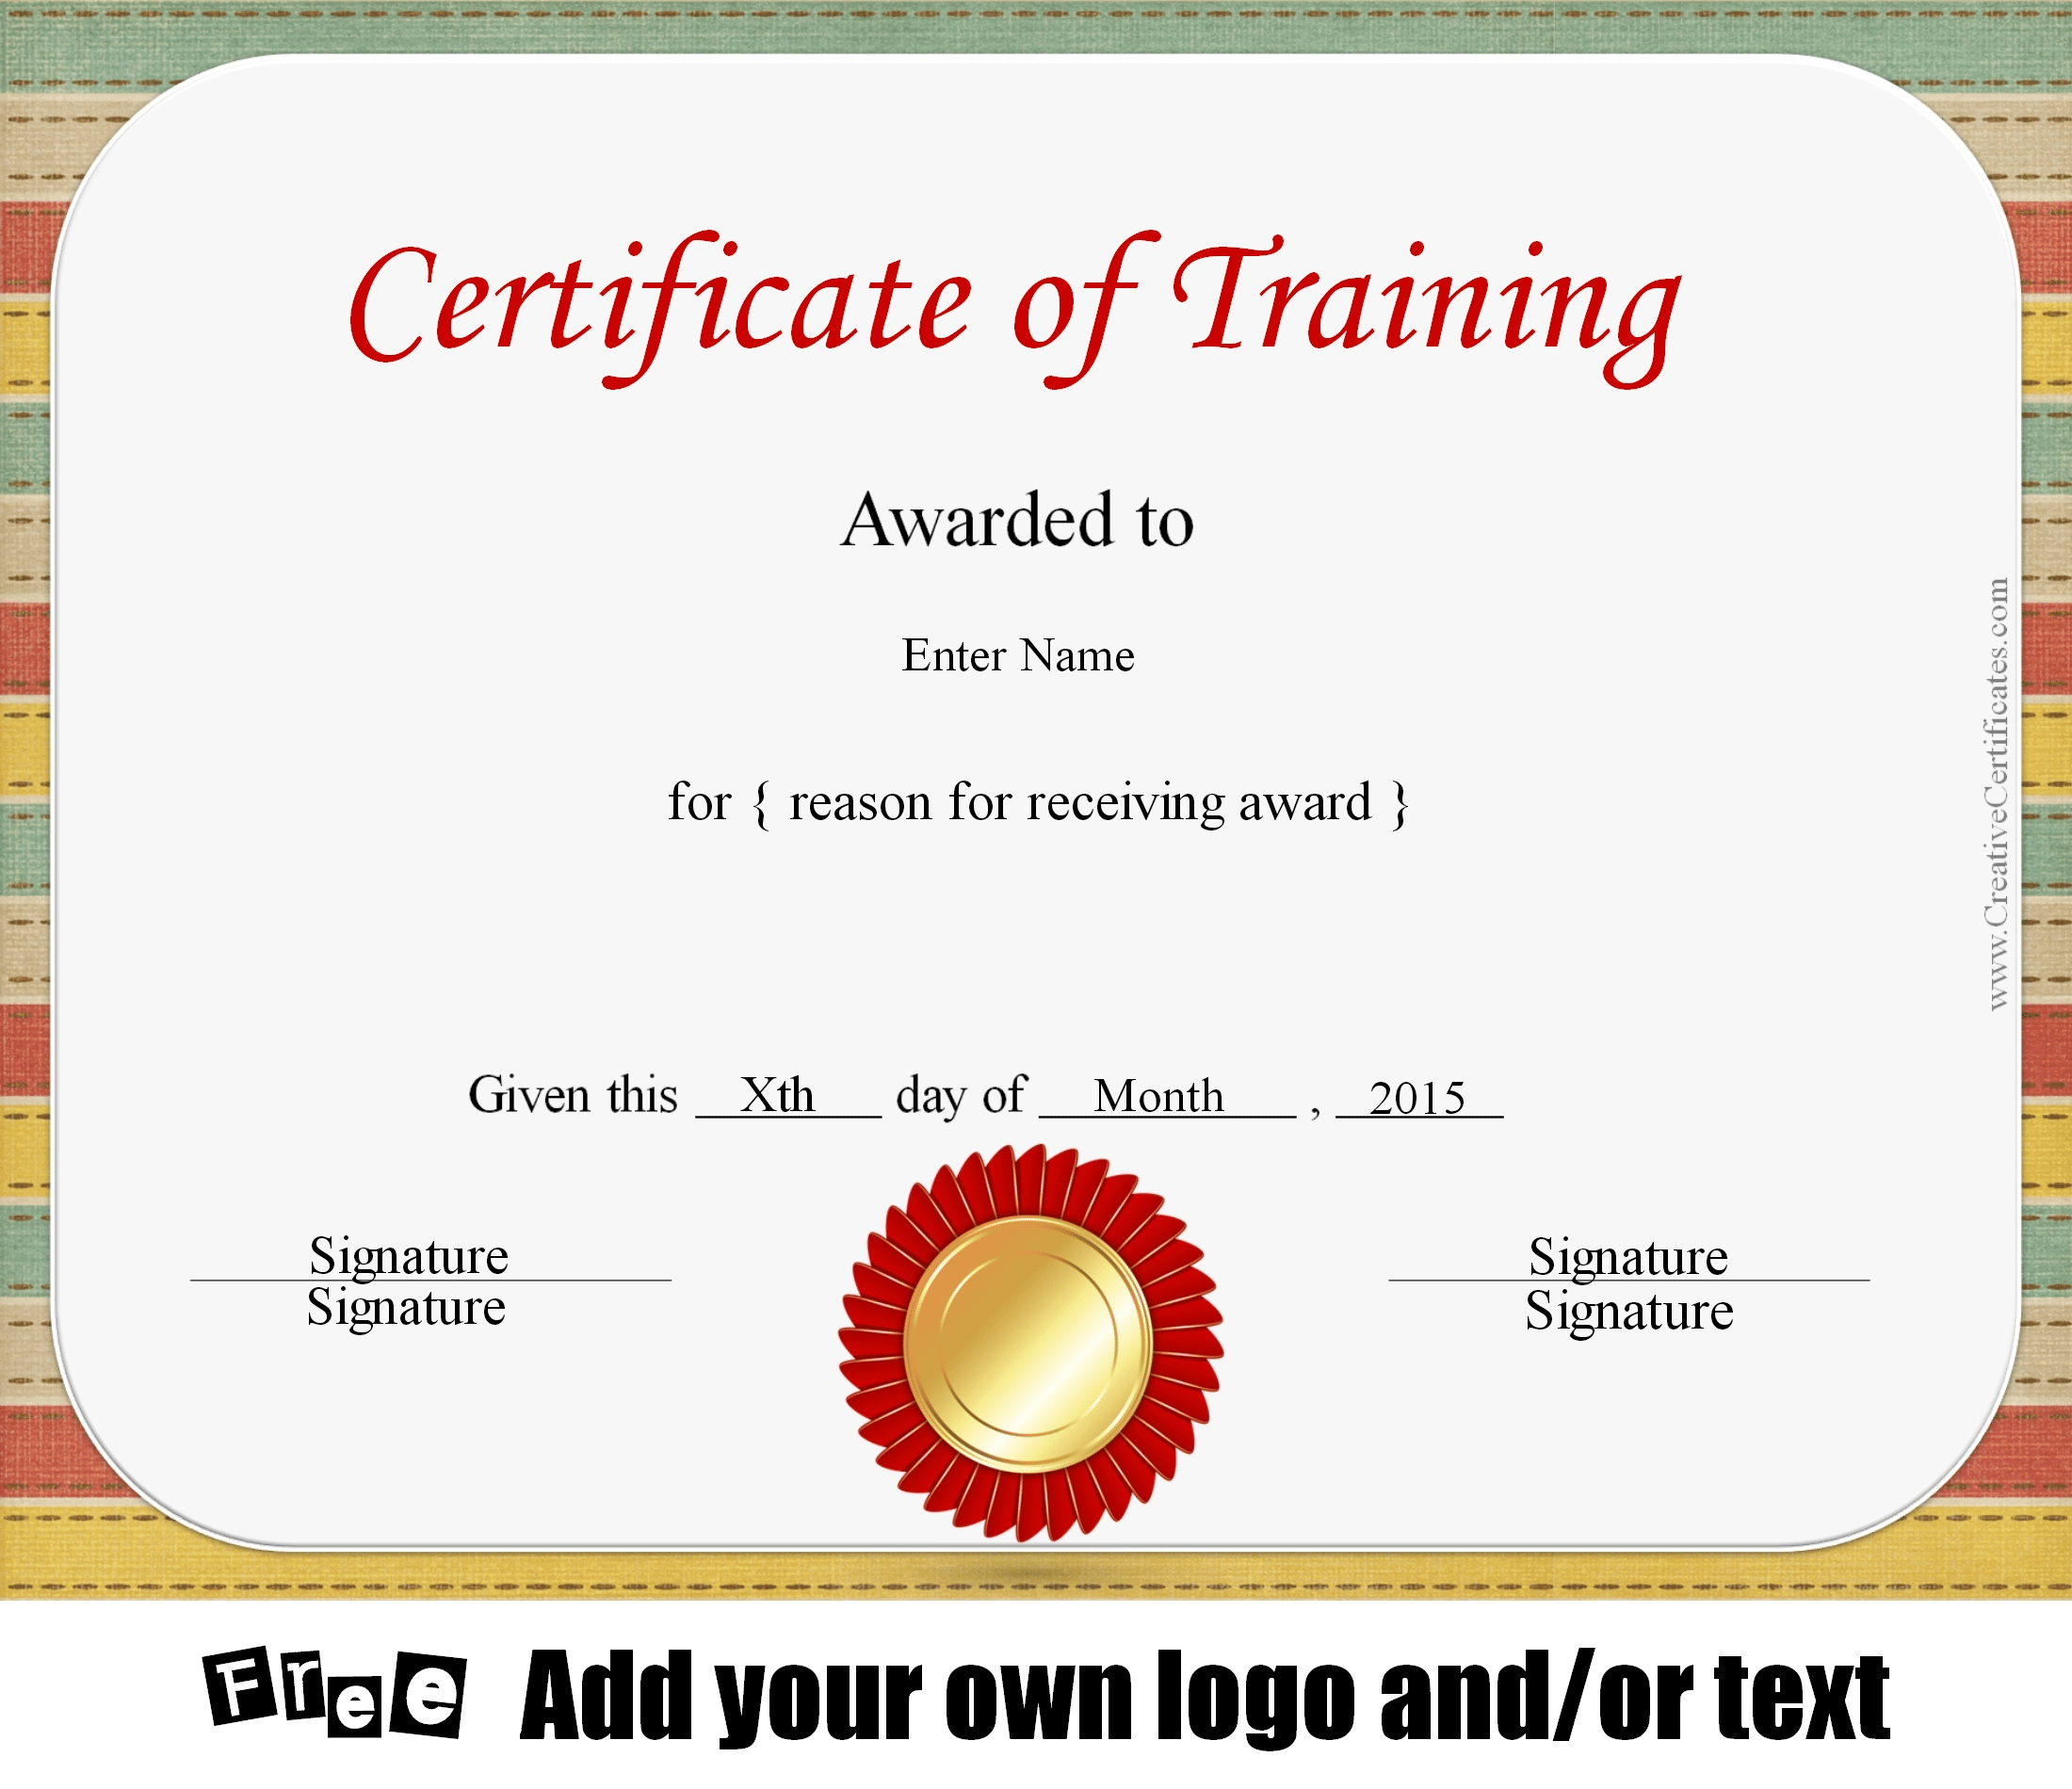 Certificate of Training
Awarded to
Enter Name
for { reason for receiving award }
www.CreativeCertificates.com
Given this Xth day of Month , 2015
Signature
Signature
Signature
Signature
Free Add your own logo and/or text